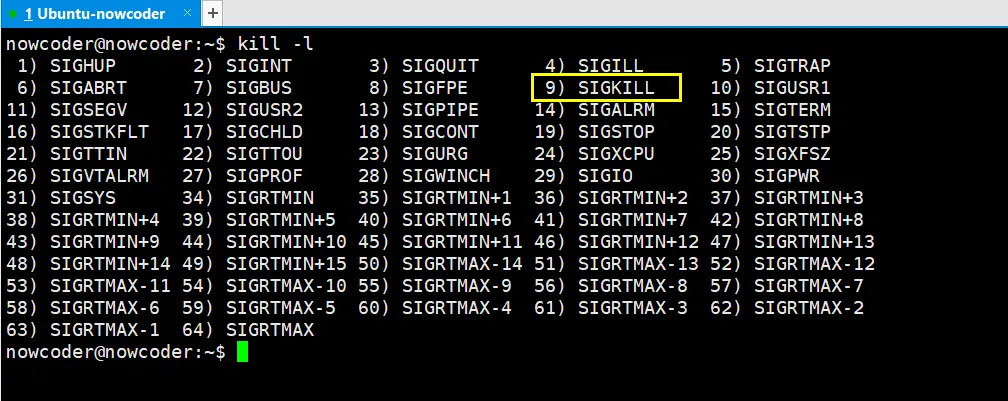 1 Ubuntu-nowcoder × +
nowcoder@nowcoder:~$ kill -l
 1) SIGHUP       2) SIGINT       3) SIGQUIT      4) SIGILL       5) SIGTRAP
 6) SIGABRT      7) SIGBUS       8) SIGFPE       9) SIGKILL     10) SIGUSR1
11) SIGSEGV     12) SIGUSR2     13) SIGPIPE     14) SIGALRM     15) SIGTERM
16) SIGSTKFLT   17) SIGCHLD     18) SIGCONT     19) SIGSTOP     20) SIGTSTP
21) SIGTTIN     22) SIGTTOU     23) SIGURG      24) SIGXCPU     25) SIGXFSZ
26) SIGVTALRM   27) SIGPROF     28) SIGWINCH    29) SIGIO       30) SIGPWR
31) SIGSYS      34) SIGRTMIN    35) SIGRTMIN+1  36) SIGRTMIN+2  37) SIGRTMIN+3
38) SIGRTMIN+4  39) SIGRTMIN+5  40) SIGRTMIN+6  41) SIGRTMIN+7  42) SIGRTMIN+8
43) SIGRTMIN+9  44) SIGRTMIN+10 45) SIGRTMIN+11 46) SIGRTMIN+12 47) SIGRTMIN+13
48) SIGRTMIN+14 49) SIGRTMIN+15 50) SIGRTMAX-14 51) SIGRTMAX-13 52) SIGRTMAX-12
53) SIGRTMAX-11 54) SIGRTMAX-10 55) SIGRTMAX-9  56) SIGRTMAX-8  57) SIGRTMAX-7
58) SIGRTMAX-6  59) SIGRTMAX-5  60) SIGRTMAX-4  61) SIGRTMAX-3  62) SIGRTMAX-2
63) SIGRTMAX-1  64) SIGRTMAX
nowcoder@nowcoder:~$